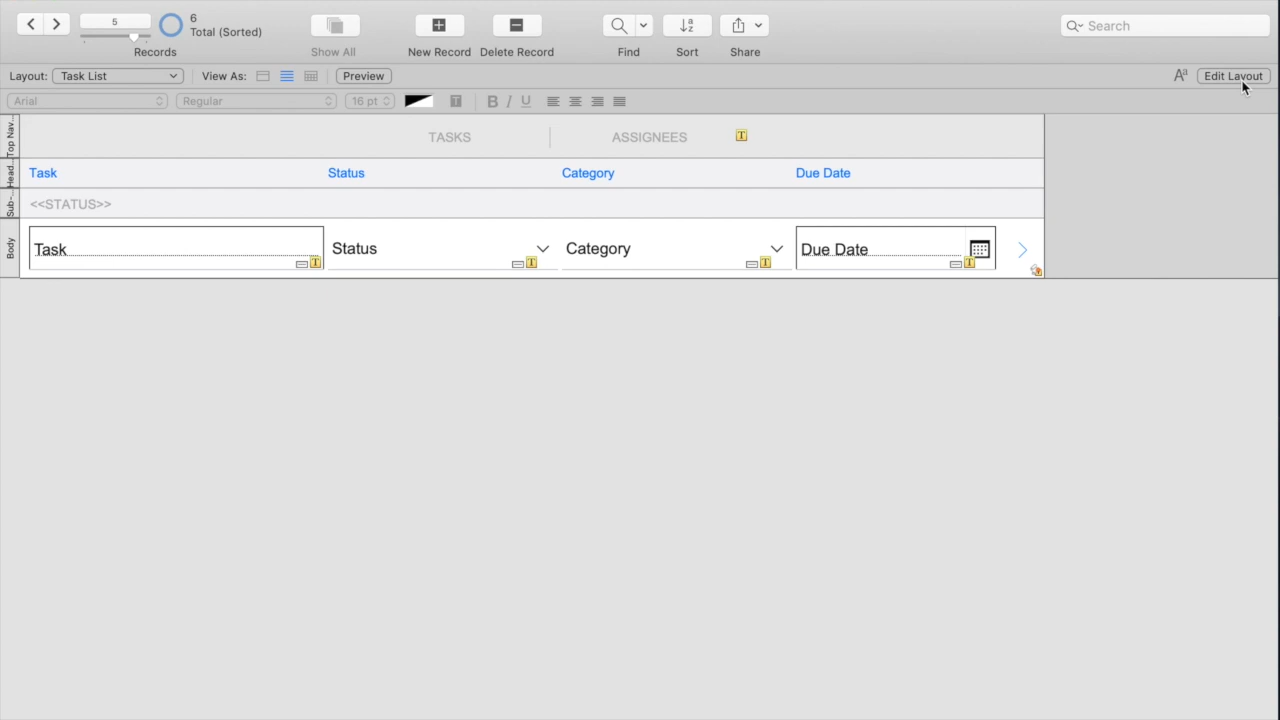 5
6
Total (Sorted)
Records
Show All
New Record
Delete Record
Find
Sort
Share
Search
Layout:
Task List
View As:
Preview
Aª
Edit Layout
Arial
Regular
16 pt
T
B I U
Top Nav...
TASKS
ASSIGNEES
T
Head...
Task
Status
Category
Due Date
Sub-...
<<STATUS>>
Body
Task
T
Status
T
Category
T
Due Date
T